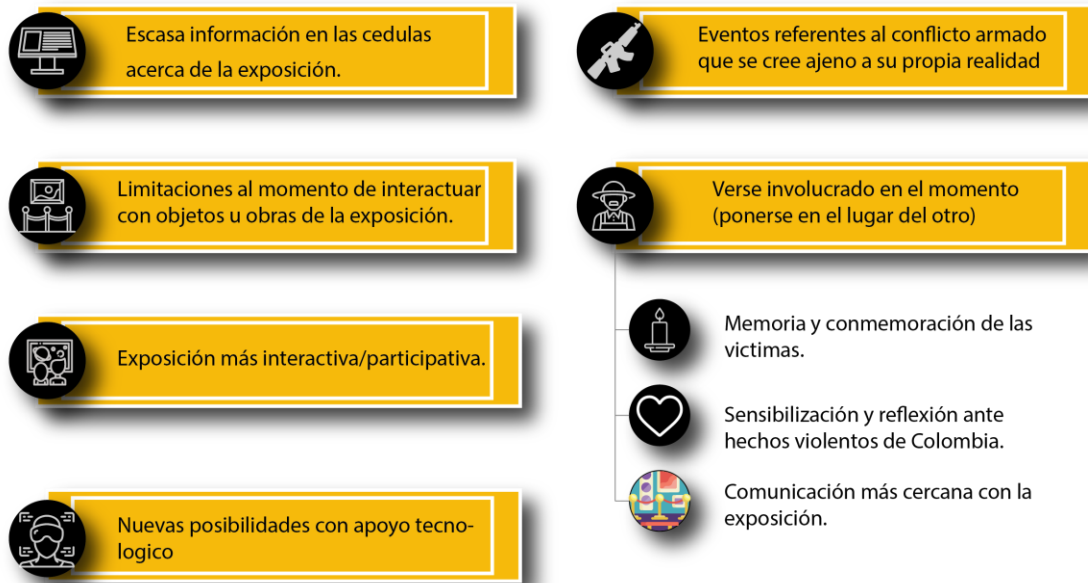 Escasa información en las cedulas
acerca de la exposición.
Limitaciones al momento de interactuar
con objetos u obras de la exposición.
Exposición más interactiva/participativa.
Nuevas posibilidades con apoyo tecno-
logico
Eventos referentes al conflicto armado
que se cree ajeno a su propia realidad
Verse involucrado en el momento
(ponerse en el lugar del otro)
Memoria y conmemoración de las
victimas.
Sensibilización y reflexión ante
hechos violentos de Colombia.
Comunicación más cercana con la
exposición.